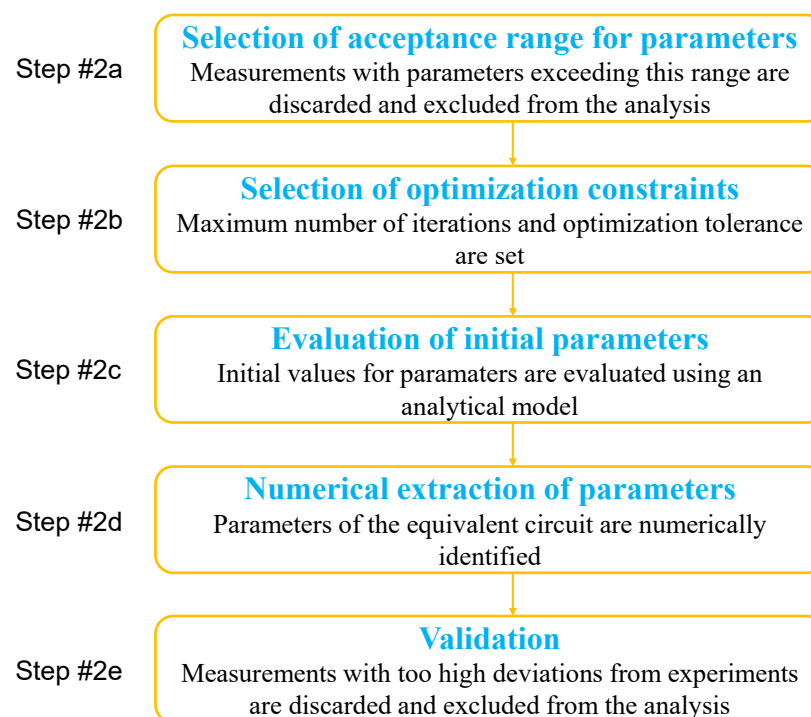 Selection of acceptance range for parameters
Step #2a
Measurements with parameters exceeding this range are
discarded and excluded from the analysis
Selection of optimization constraints
Step #2b
Maximum number of iterations and optimization tolerance
are set
Evaluation of initial parameters
Step #2c
Initial values for paramaters are evaluated using an
analytical model
Numerical extraction of parameters
Step #2d
Parameters of the equivalent circuit are numerically
identified
Validation
Step #2e
Measurements with too high deviations from experiments
are discarded and excluded from the analysis